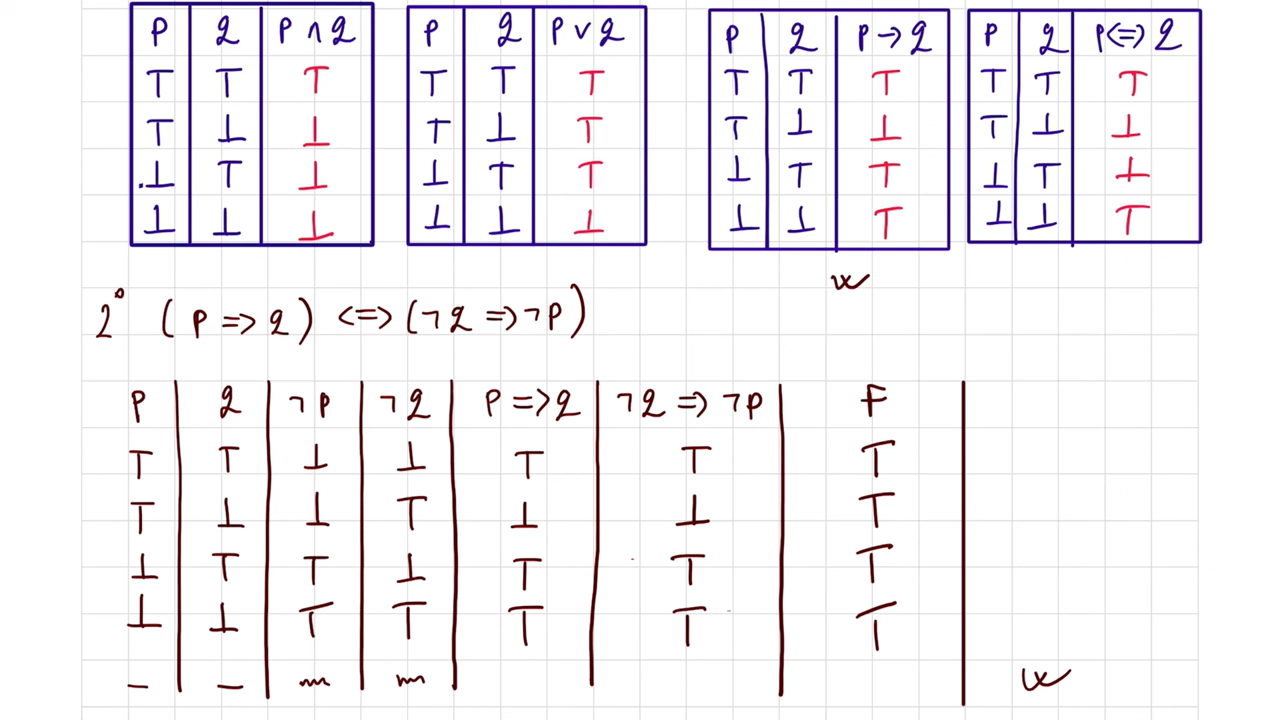 p q p ∧ q p q p ∨ q p q p → q p q p <=> q
⊤ ⊤ ⊤ ⊤ ⊤ ⊤ ⊤ ⊤ ⊤ ⊤ ⊤ ⊤
⊤ ⊥ ⊥ ⊤ ⊥ ⊤ ⊤ ⊥ ⊥ ⊤ ⊥ ⊥
⊥ ⊤ ⊥ ⊥ ⊤ ⊤ ⊥ ⊤ ⊤ ⊥ ⊤ ⊥
⊥ ⊥ ⊥ ⊥ ⊥ ⊥ ⊥ ⊥ ⊤ ⊥ ⊥ ⊤
2° (p => q) <=> (¬q => ¬p)
p q ¬p ¬q p => q ¬q => ¬p F
⊤ ⊤ ⊥ ⊥ ⊤ ⊤ ⊤
⊤ ⊥ ⊥ ⊤ ⊥ ⊥ ⊤
⊥ ⊤ ⊤ ⊥ ⊤ ⊤ ⊤
⊥ ⊥ ⊤ ⊤ ⊤ ⊤ ⊤